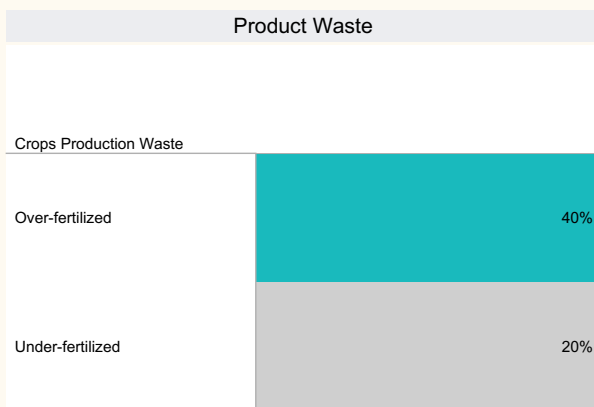 Product Waste
Crops Production Waste
Over-fertilized 40%
Under-fertilized 20%